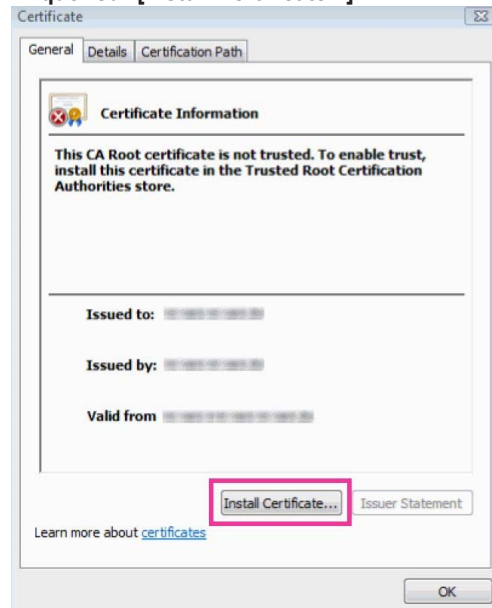 Certificate
General Details Certification Path
Certificate Information
This CA Root certificate is not trusted. To enable trust,
install this certificate in the Trusted Root Certification
Authorities store.
Issued to:
Issued by:
Valid from
Install Certificate... Issuer Statement
Learn more about certificates
OK